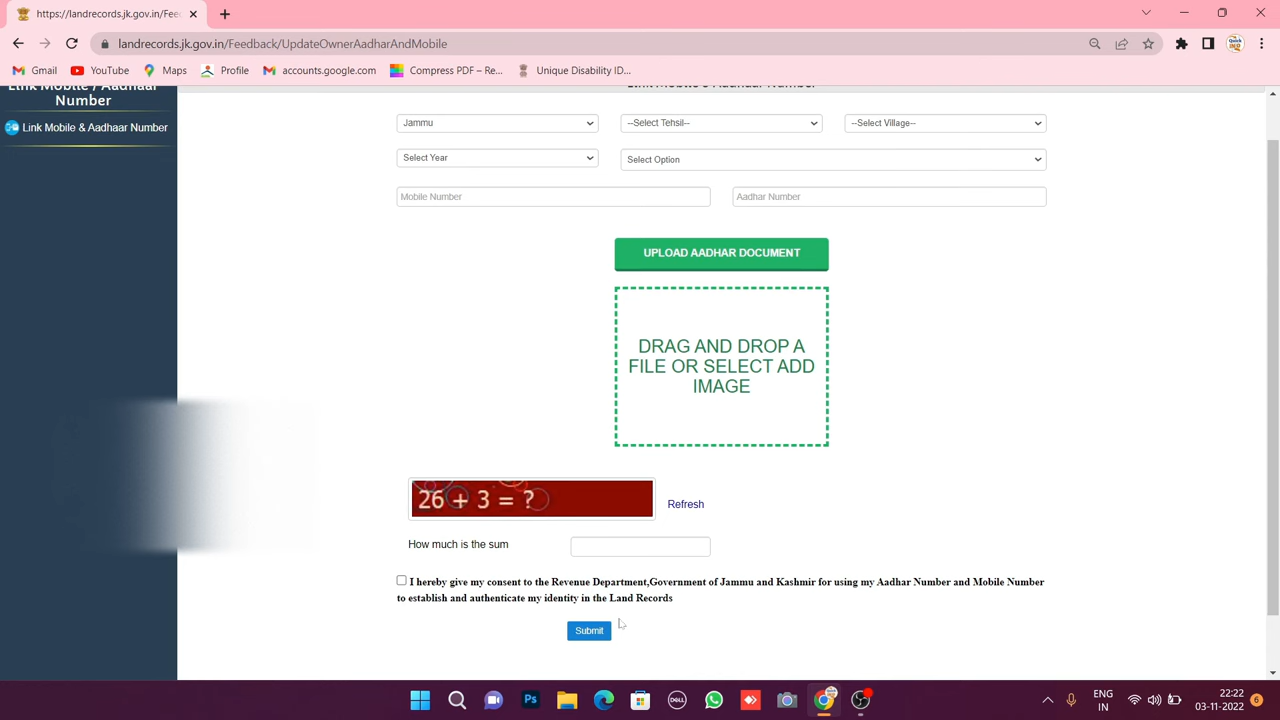 https://landrecords.jk.gov.in/Fee
landrecords.jk.gov.in/Feedback/UpdateOwnerAadharAndMobile
Gmail YouTube Maps Profile accounts.google.com Compress PDF – Re... Unique Disability ID...
Link Mobile / Aadhaar
Number
Link Mobile & Aadhaar Number
Jammu --Select Tehsil-- --Select Village--
Select Year Select Option
Mobile Number Aadhar Number
UPLOAD AADHAR DOCUMENT
DRAG AND DROP A
FILE OR SELECT ADD
IMAGE
26 + 3 = ? Refresh
How much is the sum
I hereby give my consent to the Revenue Department,Government of Jammu and Kashmir for using my Aadhar Number and Mobile Number
to establish and authenticate my identity in the Land Records
Submit
ENG 22:22
IN 03-11-2022 6